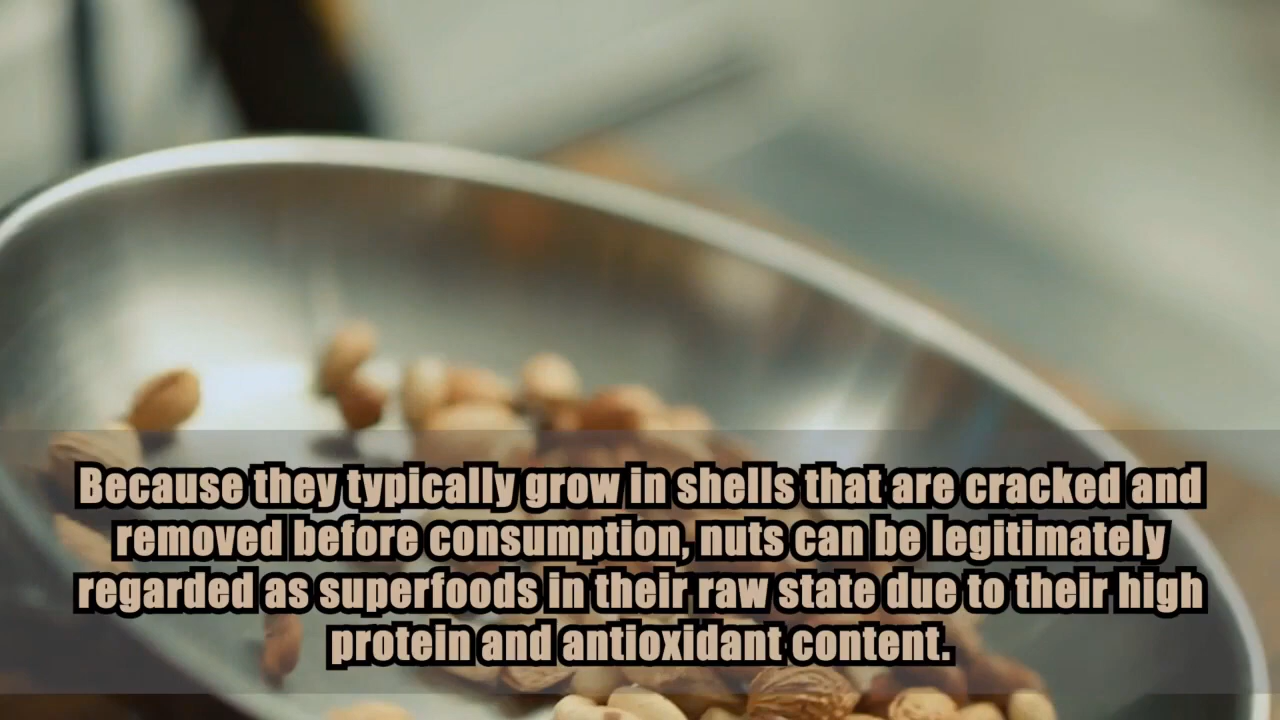 Because they typically grow in shells that are cracked and
removed before consumption, nuts can be legitimately
regarded as superfoods in their raw state due to their high
protein and antioxidant content.